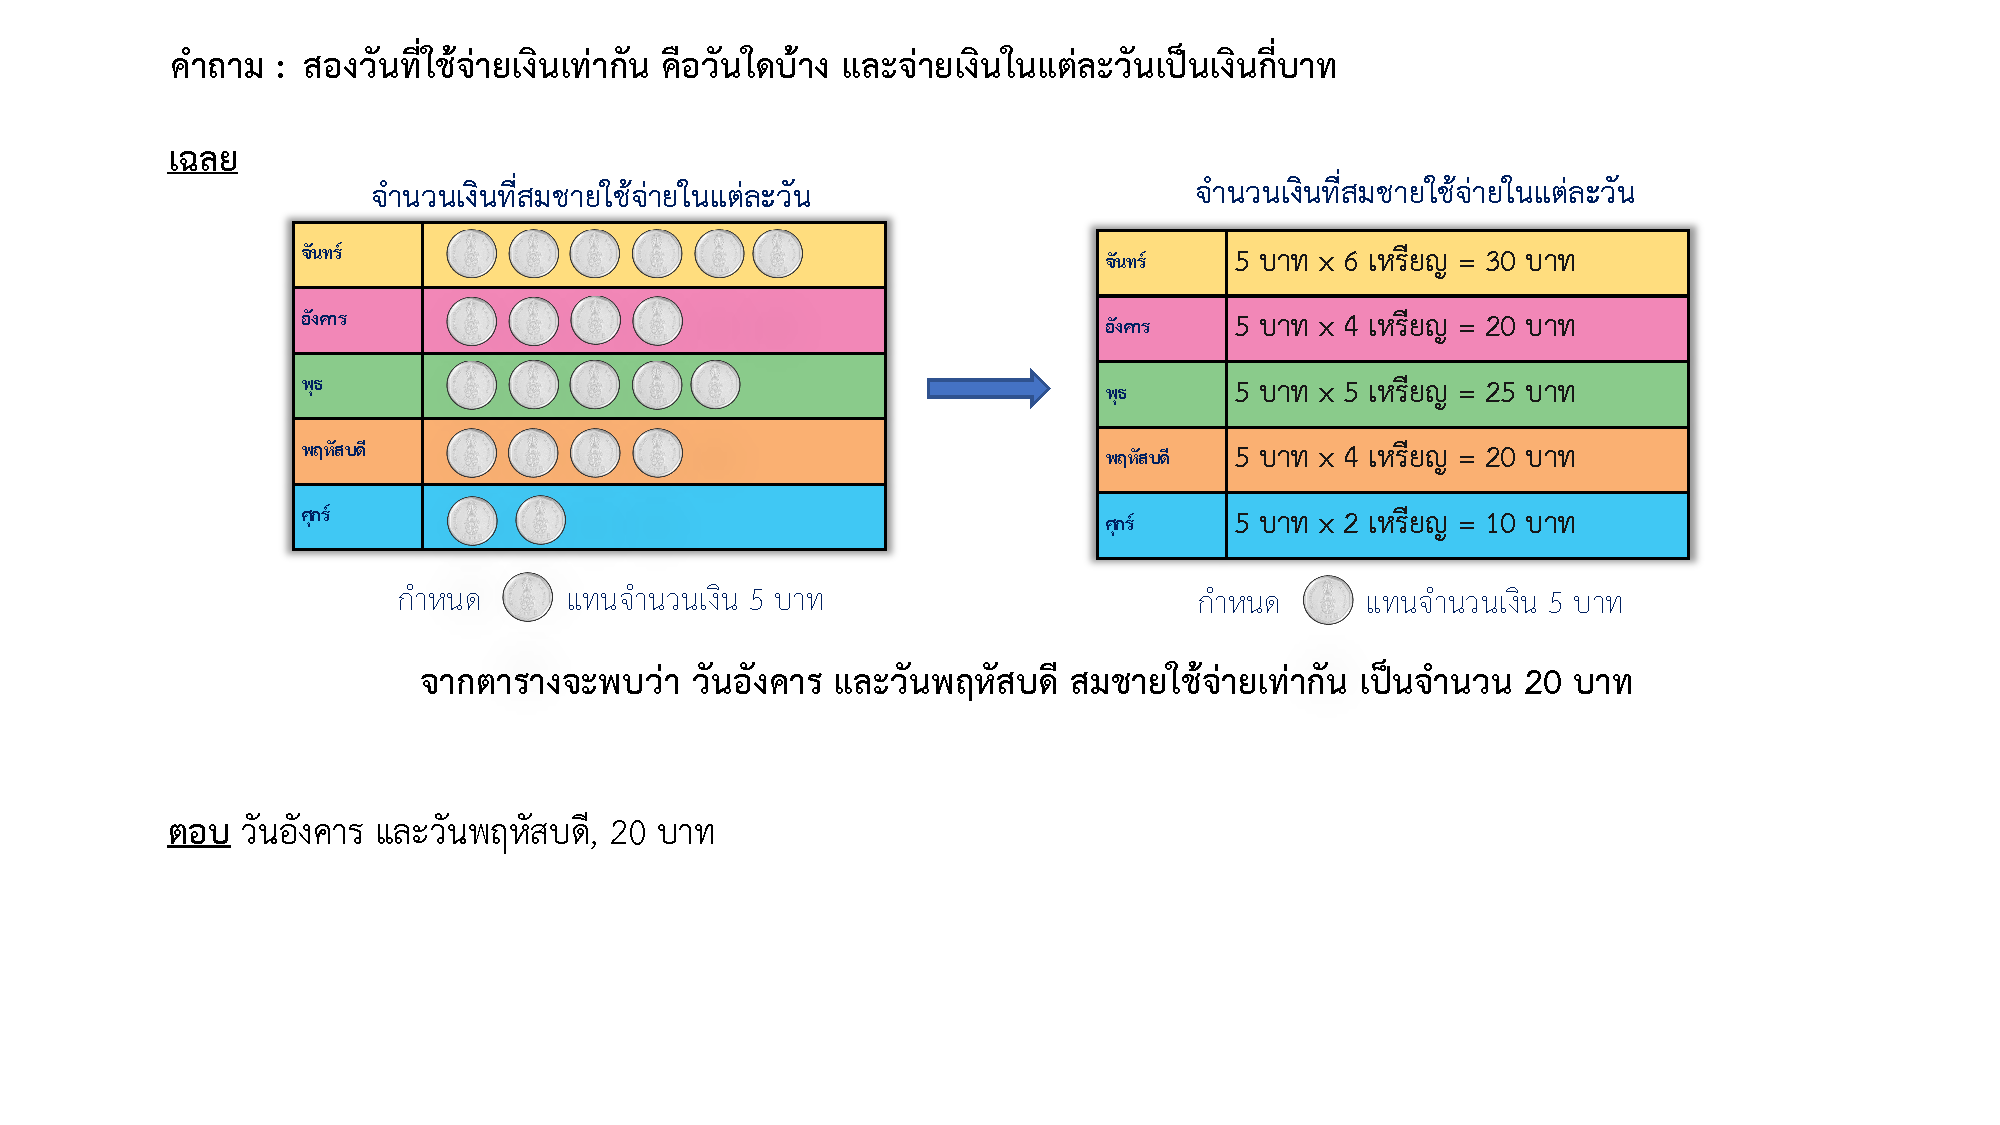 คำถาม : สองวันที่ใช้จ่ายเงินเท่ากัน คือวันใดบ้าง และจ่ายเงินในแต่ละวันเป็นเงินกี่บาท
เฉลย
จำนวนเงินที่สมชายใช้จ่ายในแต่ละวัน
จันทร์
อังคาร
พุธ
พฤหัสบดี
ศุกร์
กำหนด แทนจำนวนเงิน 5 บาท
จำนวนเงินที่สมชายใช้จ่ายในแต่ละวัน
จันทร์ 5 บาท x 6 เหรียญ = 30 บาท
อังคาร 5 บาท x 4 เหรียญ = 20 บาท
พุธ 5 บาท x 5 เหรียญ = 25 บาท
พฤหัสบดี 5 บาท x 4 เหรียญ = 20 บาท
ศุกร์ 5 บาท x 2 เหรียญ = 10 บาท
กำหนด แทนจำนวนเงิน 5 บาท
จากตารางจะพบว่า วันอังคาร และวันพฤหัสบดี สมชายใช้จ่ายเท่ากัน เป็นจำนวน 20 บาท
ตอบ วันอังคาร และวันพฤหัสบดี, 20 บาท